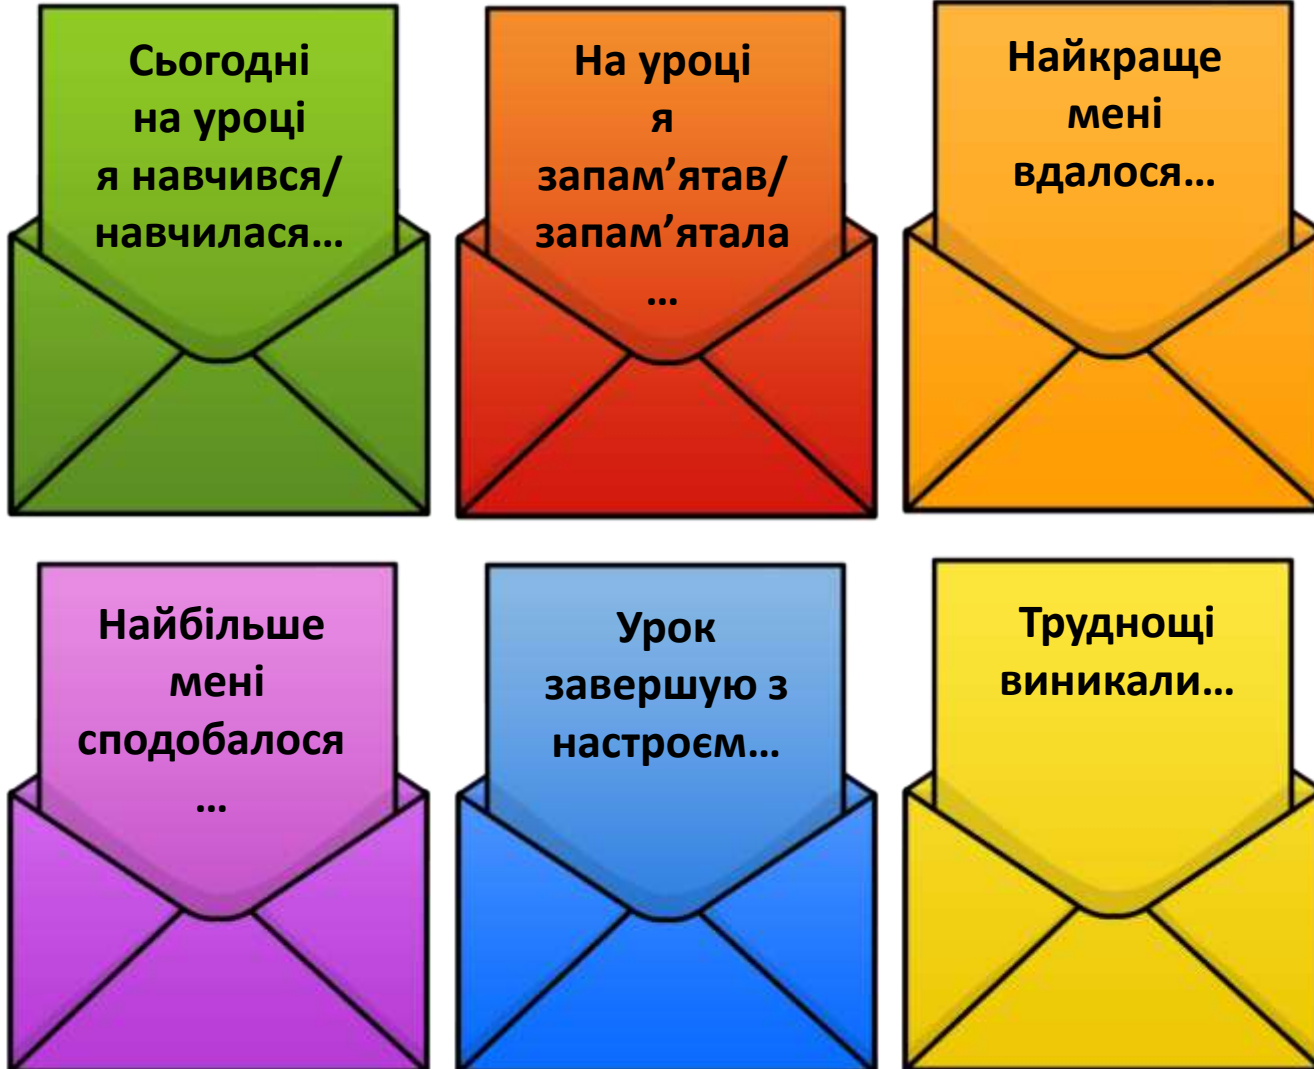 Сьогодні
на уроці
я навчився/
навчилася…
На уроці
я
запам’ятав/
запам’ятала
…
Найкраще
мені
вдалося…
Найбільше
мені
сподобалося
…
Урок
завершую з
настроєм…
Труднощі
виникали…